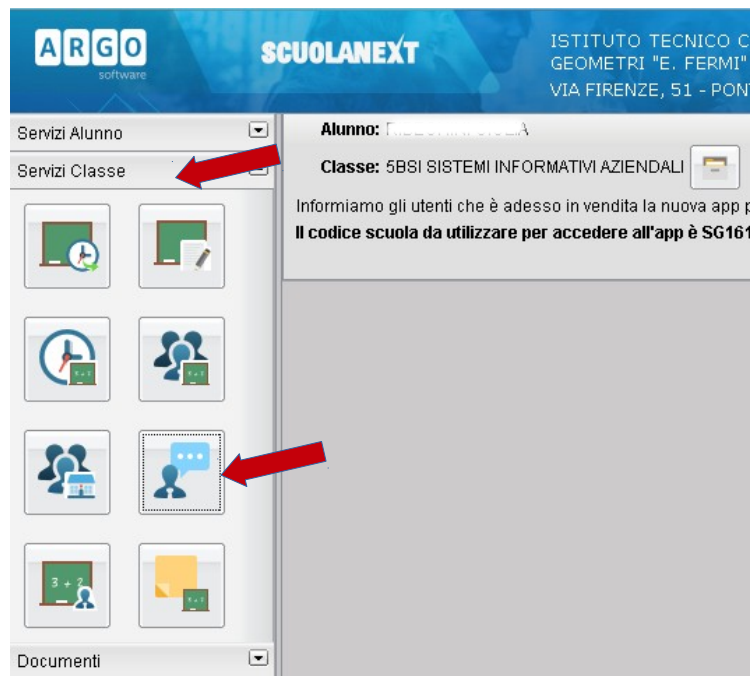 ARGO
software
SCUOLANEXT
ISTITUTO TECNICO C
GEOMETRI "E. FERMI"
VIA FIRENZE, 51 - PON
Servizi Alunno
Alunno:
Servizi Classe
Classe: 5BSI SISTEMI INFORMATIVI AZIENDALI
Informiamo gli utenti che è adesso in vendita la nuova app p
Il codice scuola da utilizzare per accedere all'app è SG161
3 + 2
Documenti